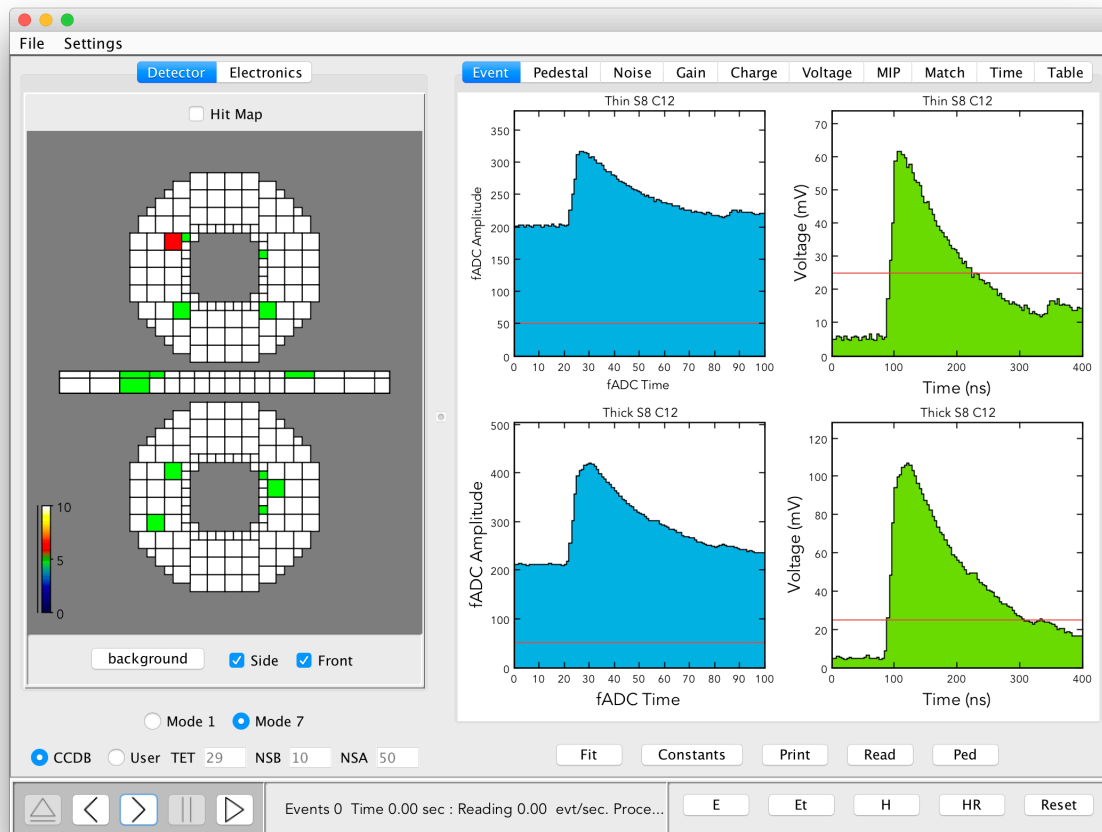 File Settings
Detector Electronics
Hit Map
10
5
0
background Side Front
Mode 1 Mode 7
CCDB User TET 29 NSB 10 NSA 50
Event Pedestal Noise Gain Charge Voltage MIP Match Time Table
Thin S8 C12
fADC Amplitude
350
300
250
200
150
100
50
0
0 10 20 30 40 50 60 70 80 90 100
fADC Time
Thin S8 C12
Voltage (mV)
70
60
50
40
30
20
10
0
0 100 200 300 400
Time (ns)
Thick S8 C12
fADC Amplitude
500
400
300
200
100
0
0 10 20 30 40 50 60 70 80 90 100
fADC Time
Thick S8 C12
Voltage (mV)
120
100
80
60
40
20
0
0 100 200 300 400
Time (ns)
Fit Constants Print Read Ped
Events 0 Time 0.00 sec : Reading 0.00 evt/sec. Proce...
E Et H HR Reset